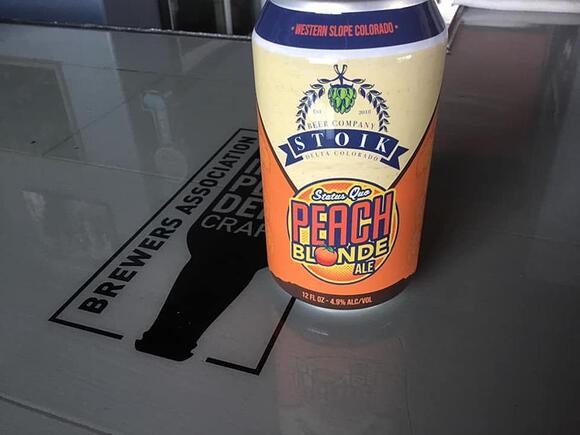 •WESTERN SLOPE COLORADO•
EST 2010
BEER COMPANY
STOIK
DELTA COLORADO
Status Quo
PEACH
BLONDE
ALE
12 FL OZ - 4.9% ALC/VOL
BREWERS ASSOCIATION
CRAF